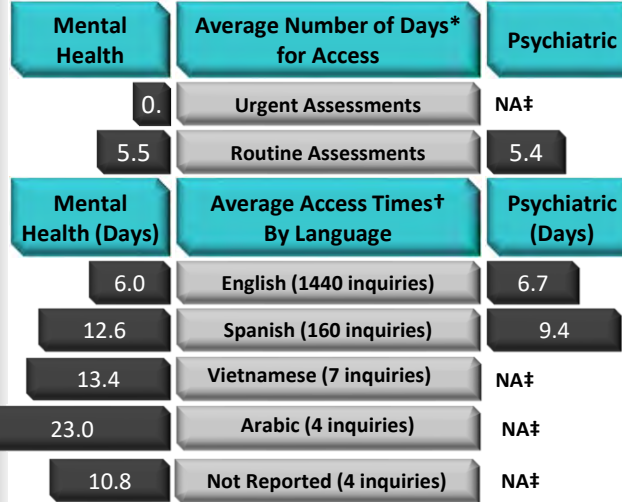 Mental
Health
Average Number of Days*
for Access
Psychiatric
0.
Urgent Assessments
NA‡
5.5
Routine Assessments
5.4
Mental
Health (Days)
Average Access Times†
By Language
Psychiatric
(Days)
6.0
English (1440 inquiries)
6.7
12.6
Spanish (160 inquiries)
9.4
13.4
Vietnamese (7 inquiries)
NA‡
23.0
Arabic (4 inquiries)
NA‡
10.8
Not Reported (4 inquiries)
NA‡